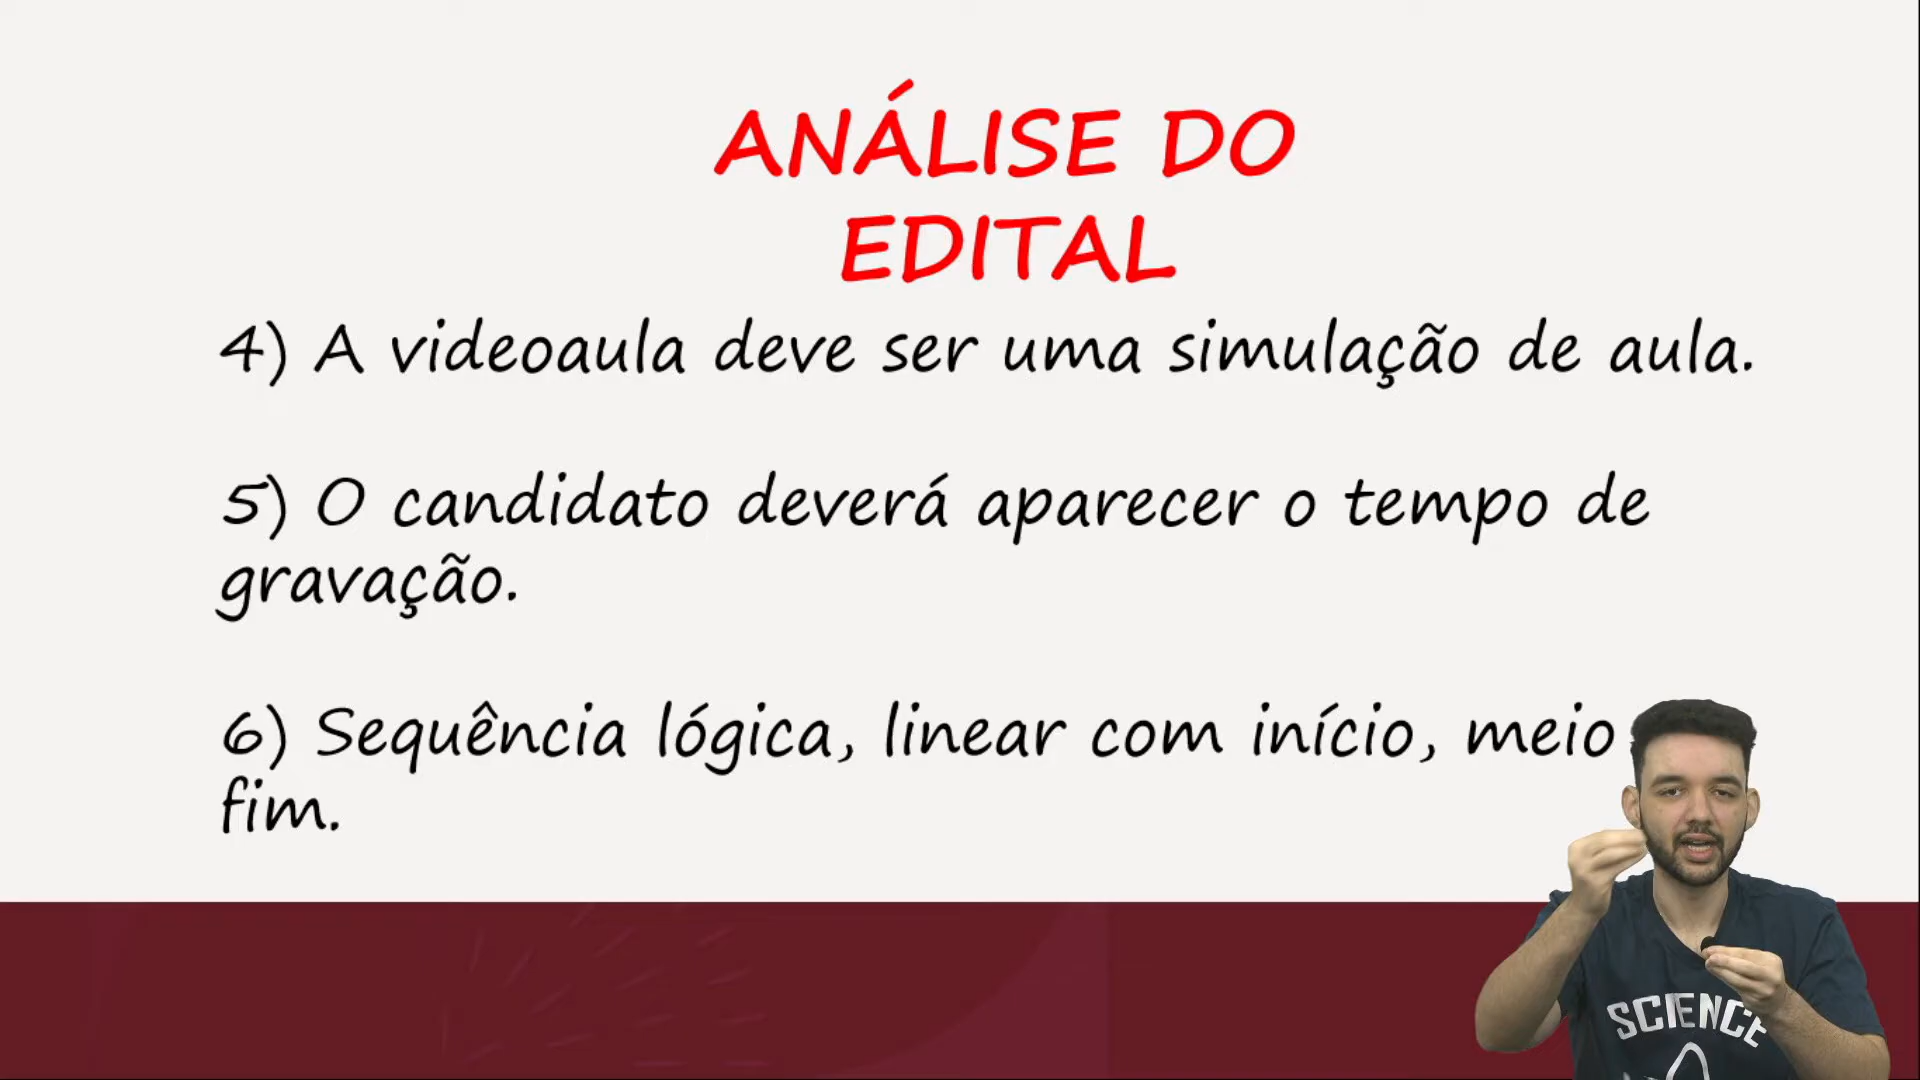 ANÁLISE DO
EDITAL
4) A videoaula deve ser uma simulação de aula.
5) O candidato deverá aparecer o tempo de
gravação.
6) Sequência lógica, linear com início, meio
fim.
SCIENCE